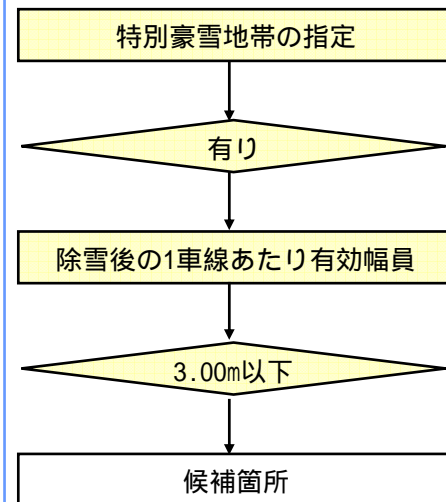 特別豪雪地帯の指定
有り
除雪後の1車線あたり有効幅員
3.00m以下
候補箇所